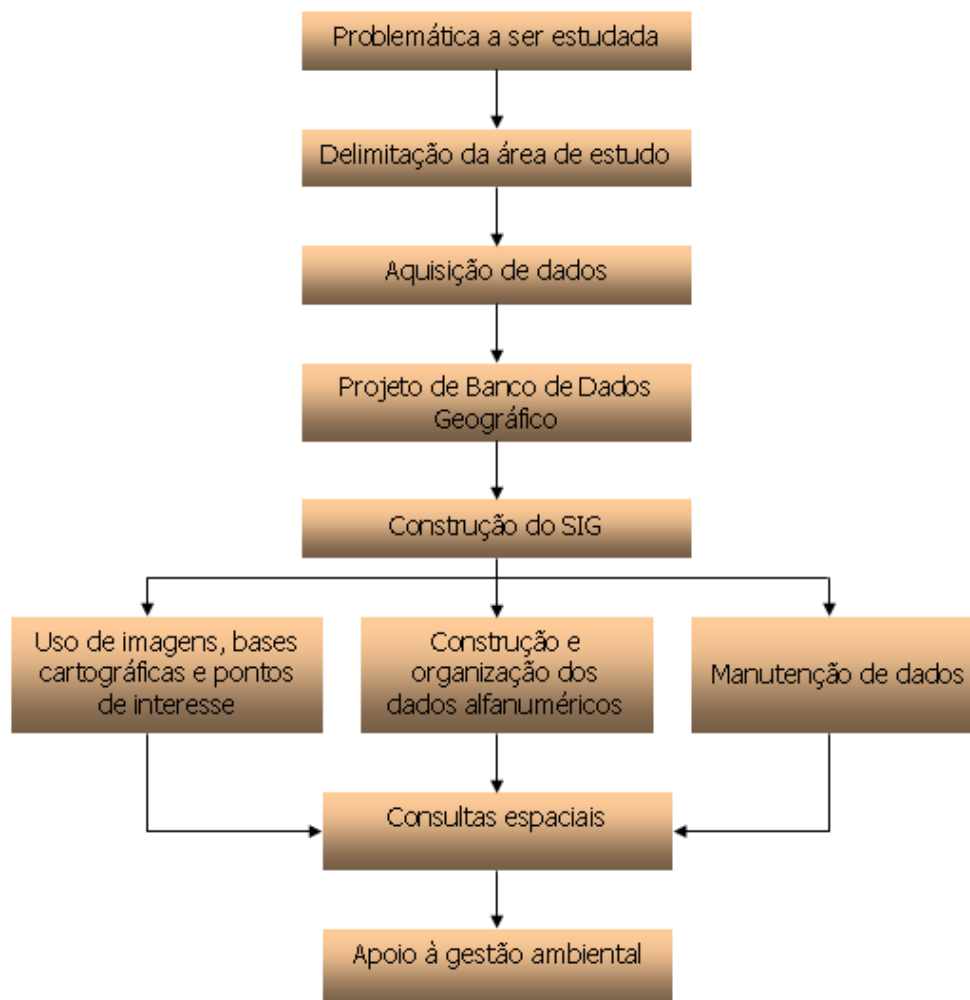 Problemática a ser estudada
Delimitação da área de estudo
Aquisição de dados
Projeto de Banco de Dados
Geográfico
Construção do SIG
Uso de imagens, bases
cartográficas e pontos
de interesse
Construção e
organização dos
dados alfanuméricos
Manutenção de dados
Consultas espaciais
Apoio à gestão ambiental